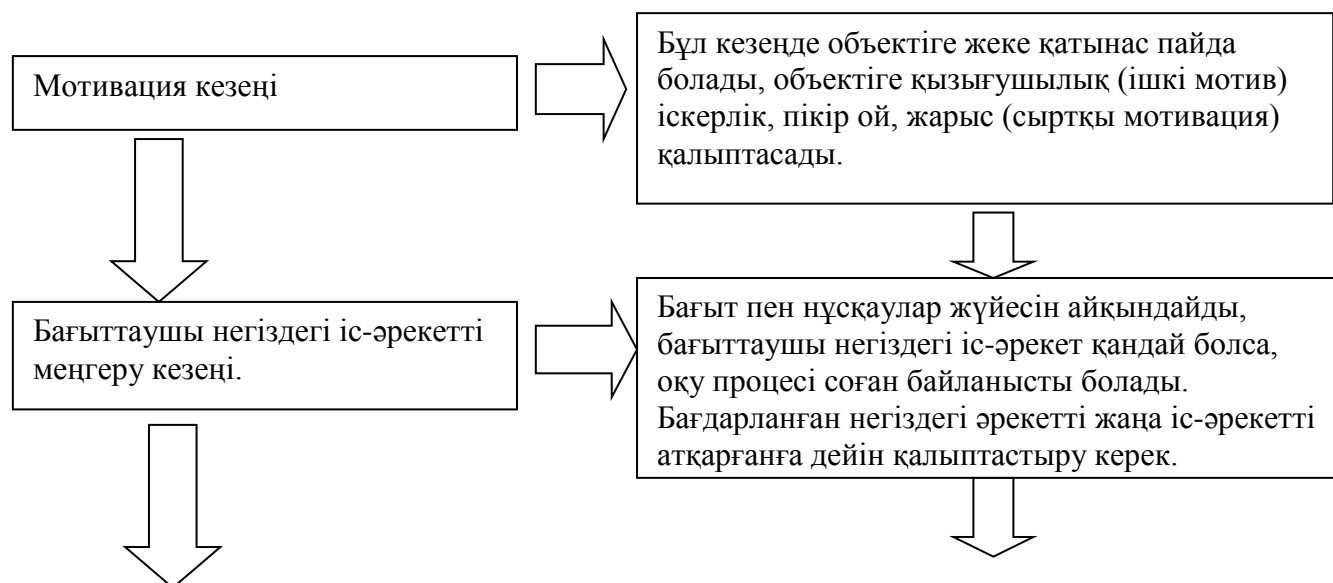 Мотивация кезеңі
Бұл кезеңде объектіге жеке қатынас пайда
болады, объектіге қызығушылық (ішкі мотив)
іскерлік, пікір ой, жарыс (сыртқы мотивация)
қалыптасады.
Бағыттаушы негіздегі іс-әрекетті
меңгеру кезеңі.
Бағыт пен нұсқаулар жүйесін айқындайды,
бағыттаушы негіздегі іс-әрекет қандай болса,
оқу процесі соған байланысты болады.
Бағдарланған негіздегі әрекетті жаңа іс-әрекетті
атқарғанға дейін қалыптастыру керек.